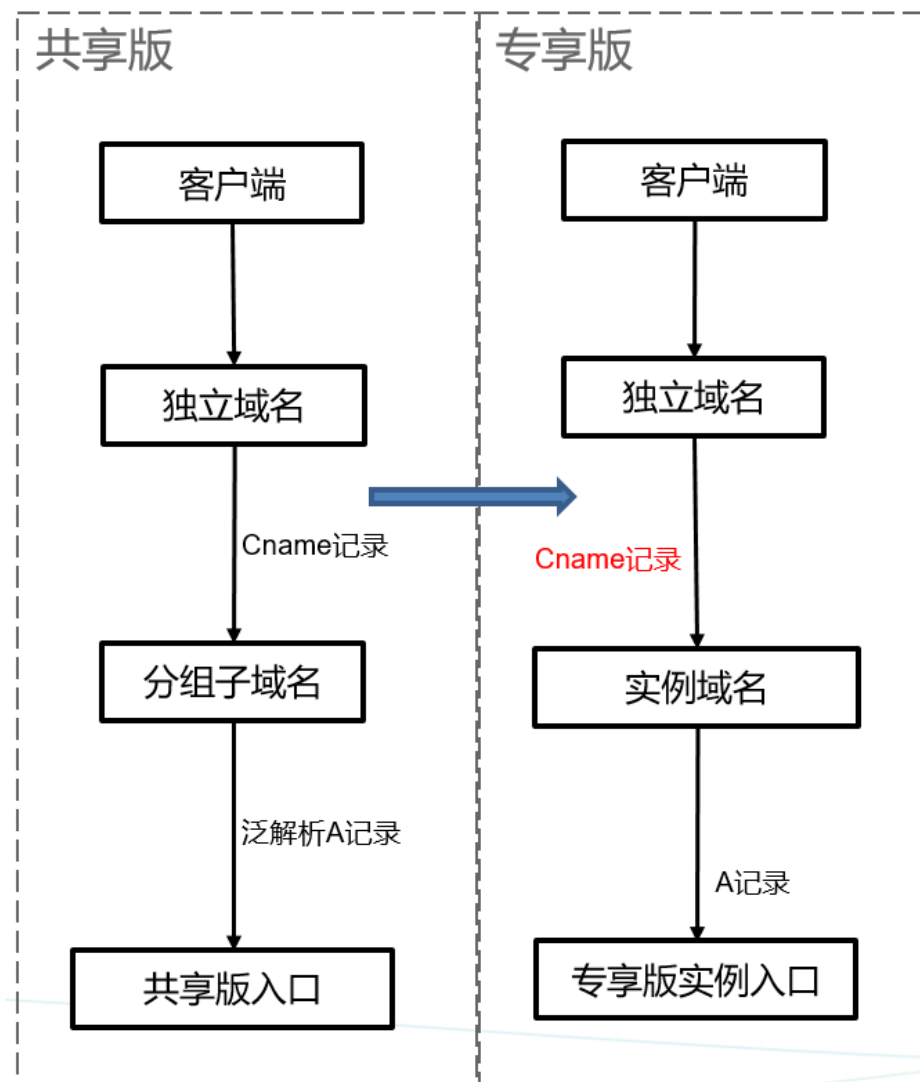 共享版
客户端
独立域名
Cname记录
分组子域名
泛解析A记录
共享版入口
专享版
客户端
独立域名
Cname记录
实例域名
A记录
专享版实例入口